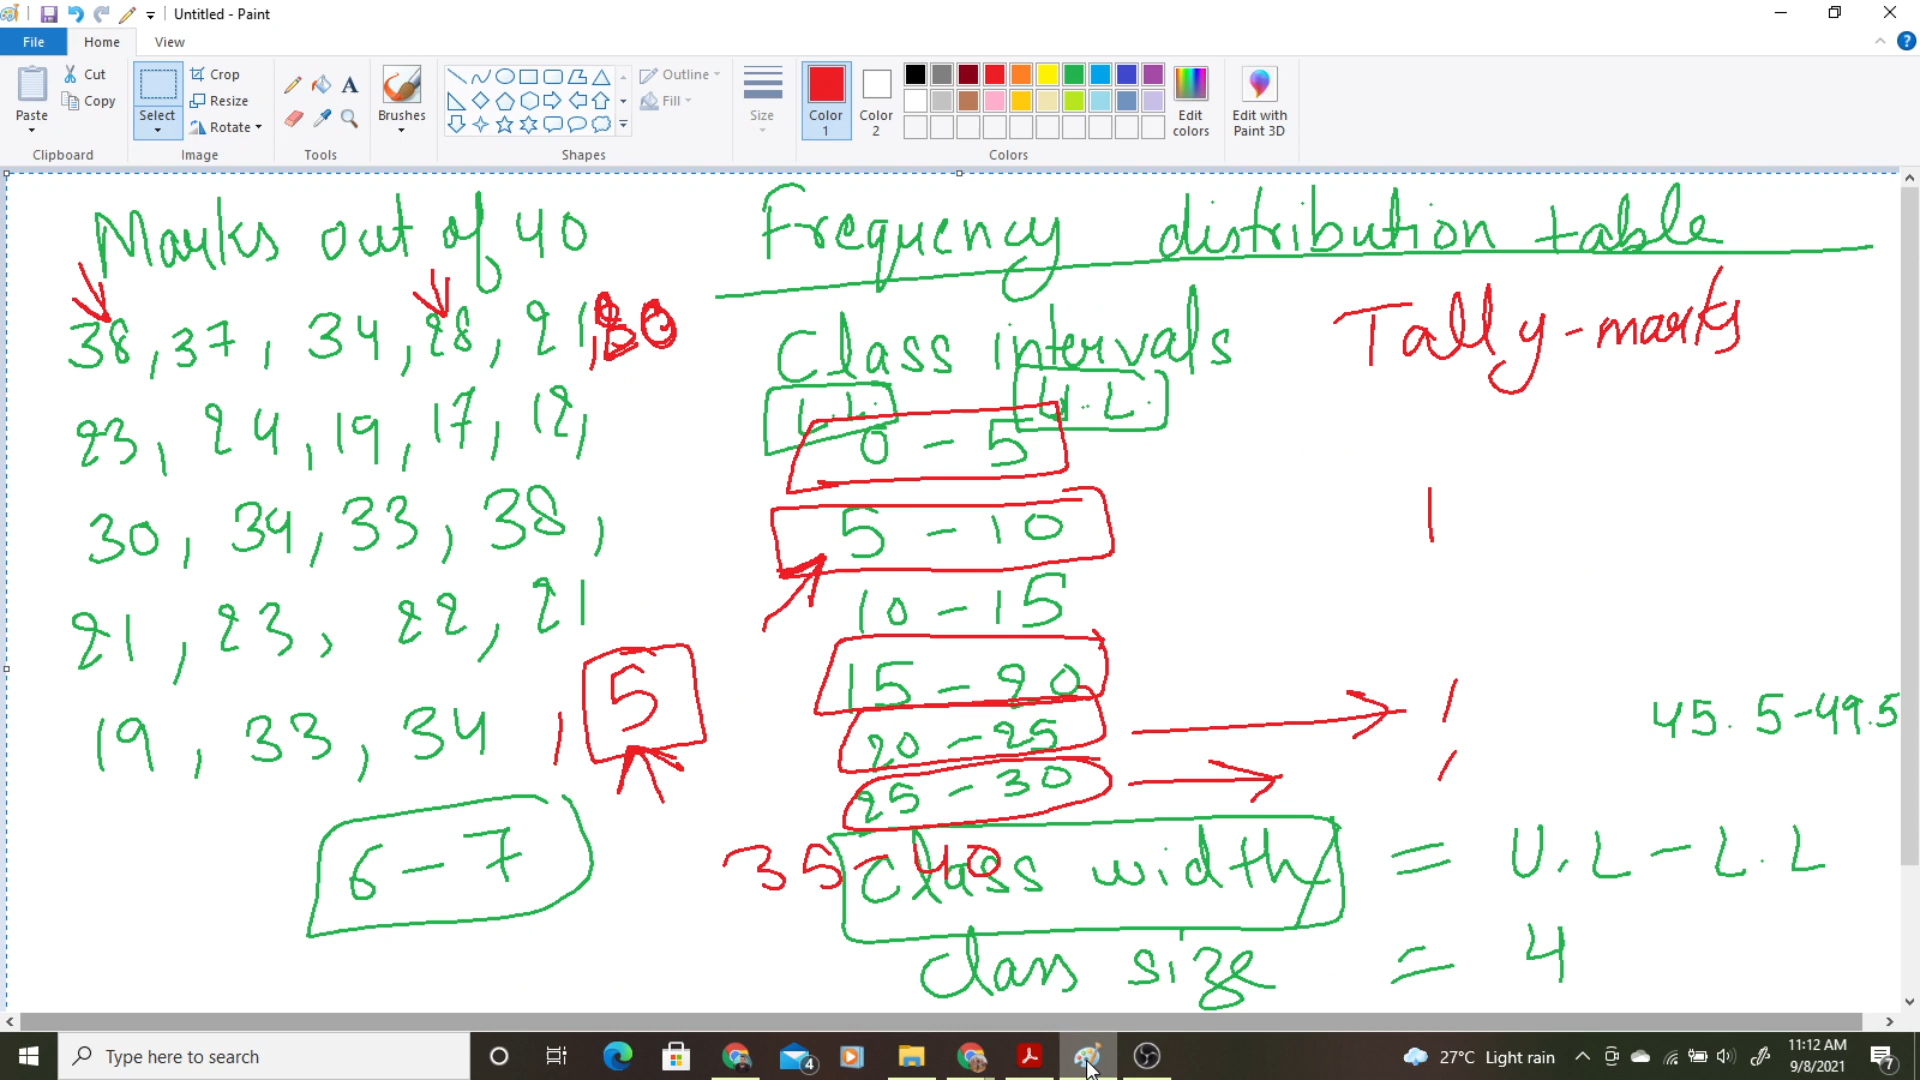 Untitled - Paint
File Home View
Paste Cut Copy Select Crop Resize Rotate Brushes Outline Fill Size Color 1 Color 2 Edit colors Edit with Paint 3D
Clipboard Image Tools Shapes Colors
Marks out of 40
38, 37, 34, 28, 21,
23, 24, 19, 17, 12,
30, 34, 33, 38,
21, 23, 22, 21
19, 33, 34, 5
6 - 7
Frequency distribution table
Class intervals Tally-marks
L.L. U.L.
0 - 5
5 - 10
10 - 15
15 - 20
20 - 25
25 - 30
45.5-49.5
35 - 40
Class width = U.L - L.L
class size = 4
Type here to search
4
27°C Light rain
11:12 AM
9/8/2021
7